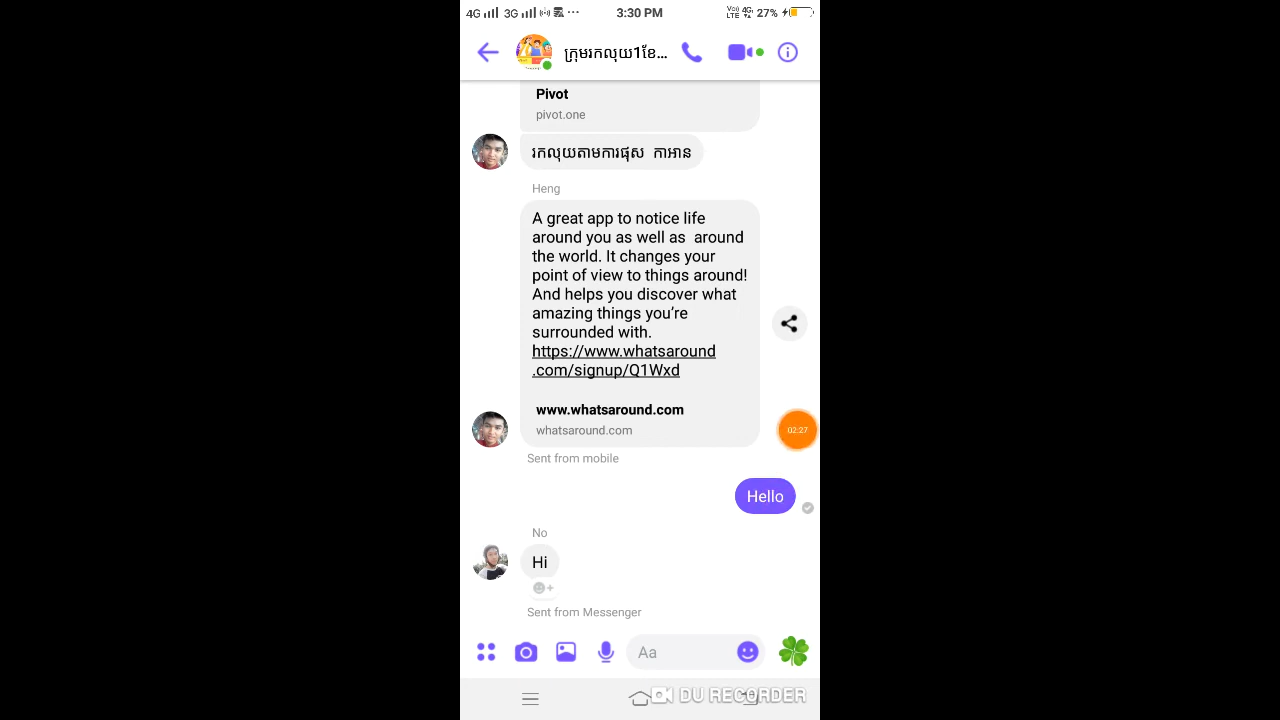 4G 3G ... 3:30 PM Vo) LTE 4G 27%
ក្រុមរកលុយ1ខែ...
Pivot
pivot.one
រកលុយតាមការផុស កាអាន
Heng
A great app to notice life
around you as well as around
the world. It changes your
point of view to things around!
And helps you discover what
amazing things you’re
surrounded with.
https://www.whatsaround
.com/signup/Q1Wxd
www.whatsaround.com
whatsaround.com
02:27
Sent from mobile
Hello
No
Hi
Sent from Messenger
Aa
DU RECORDER